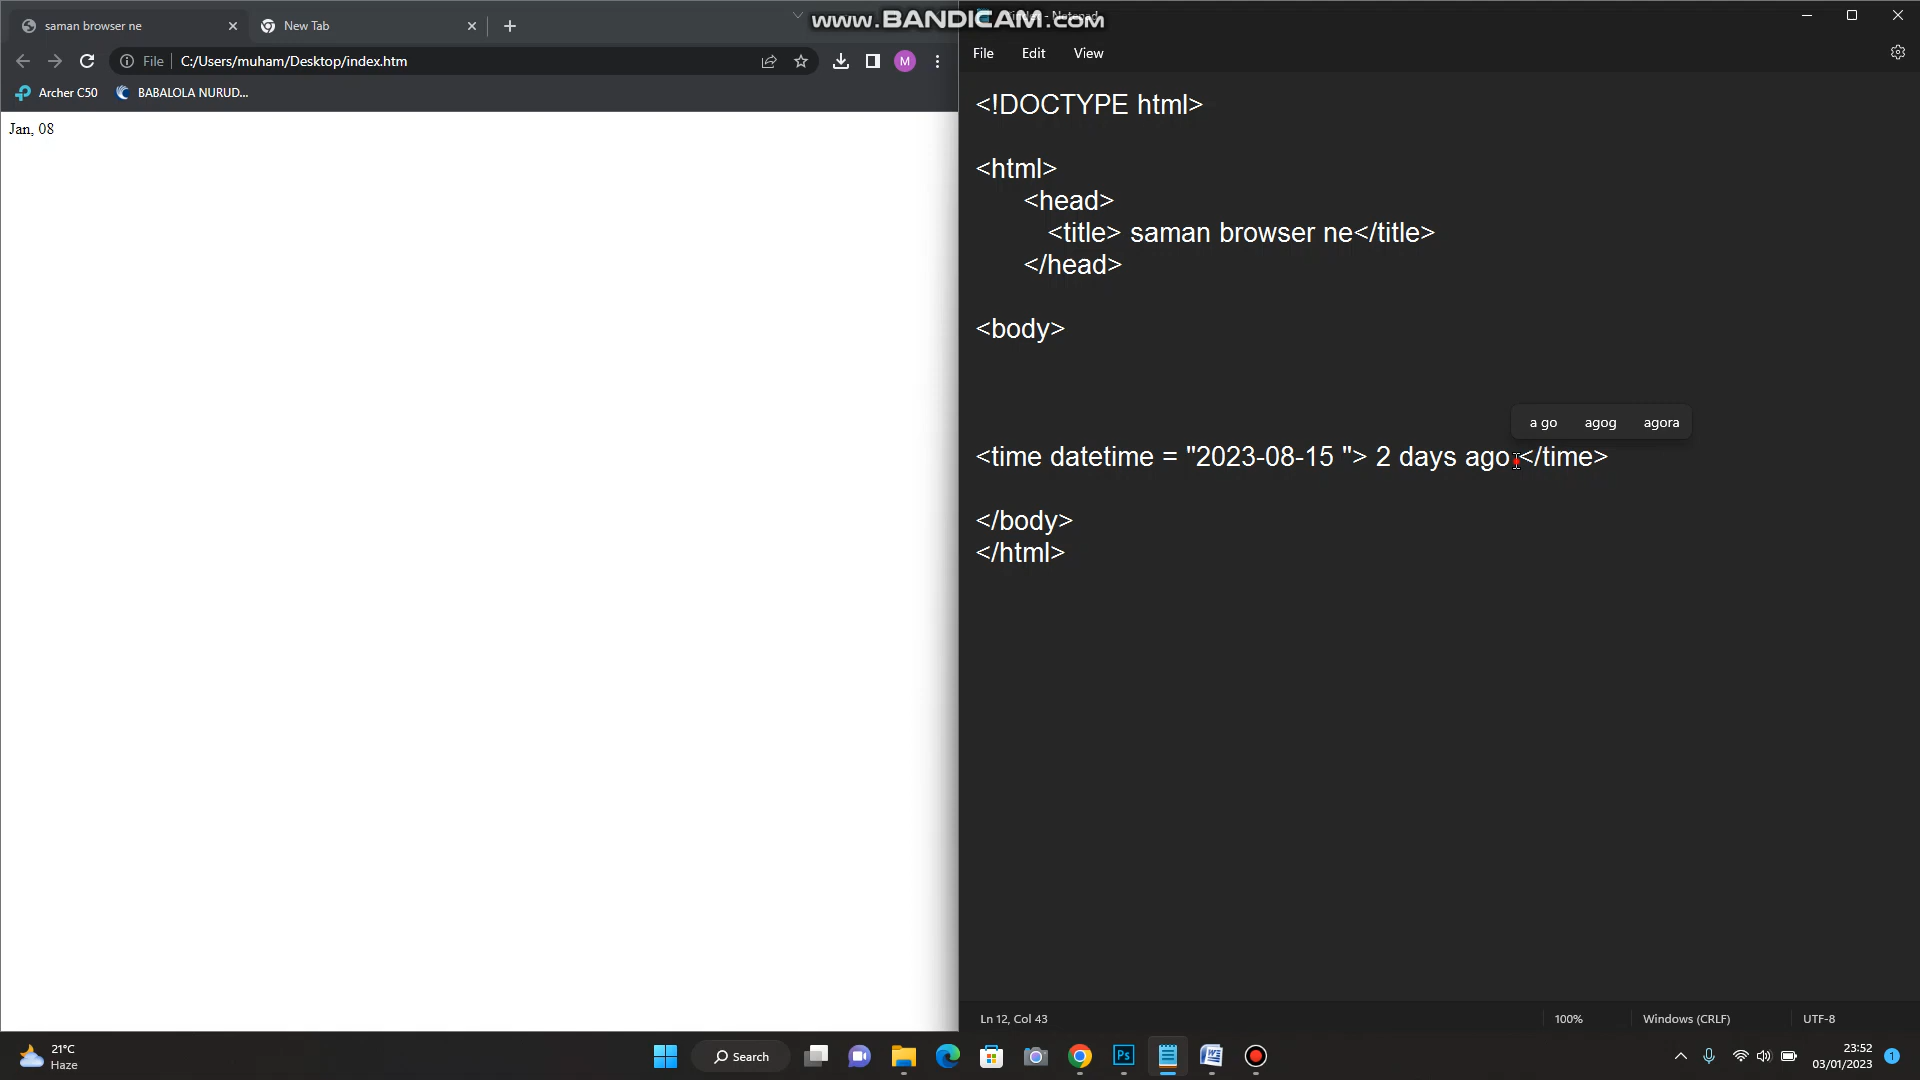 saman browser ne
New Tab
www.BANDICAM.com
File
C:/Users/muham/Desktop/index.htm
M
Archer C50
BABALOLA NURUD...
Jan, 08
File
Edit
View
<!DOCTYPE html>
<html>
<head>
<title> saman browser ne</title>
</head>
<body>
a go
agog
agora
<time datetime = "2023-08-15 "> 2 days ago </time>
</body>
</html>
Ln 12, Col 43
100%
Windows (CRLF)
UTF-8
21°C
Haze
Search
Ps
W
23:52
03/01/2023
1